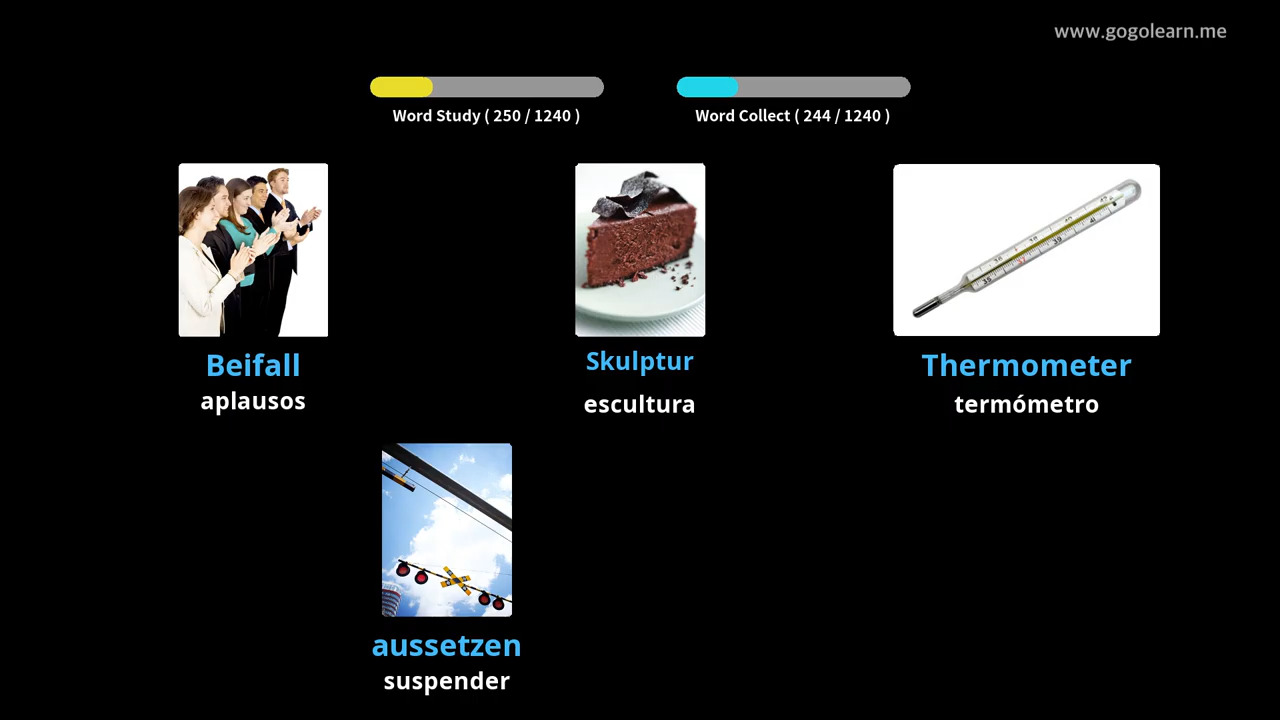 www.gogolearn.me
Word Study ( 250 / 1240 )
Word Collect ( 244 / 1240 )
Beifall
aplausos
Skulptur
escultura
Thermometer
termómetro
aussetzen
suspender